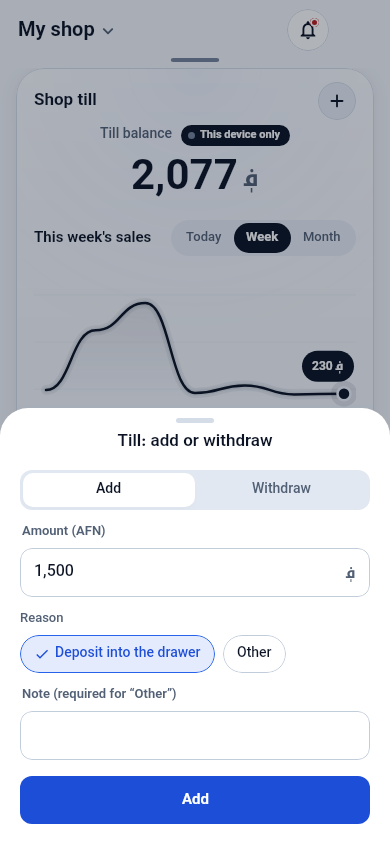 My shop
Shop till
Till balance
This device only
2,077 ؋
This week's sales
Today
Week
Month
230 ؋
Till: add or withdraw
Add
Withdraw
Amount (AFN)
1,500
؋
Reason
Deposit into the drawer
Other
Note (required for “Other”)
Add